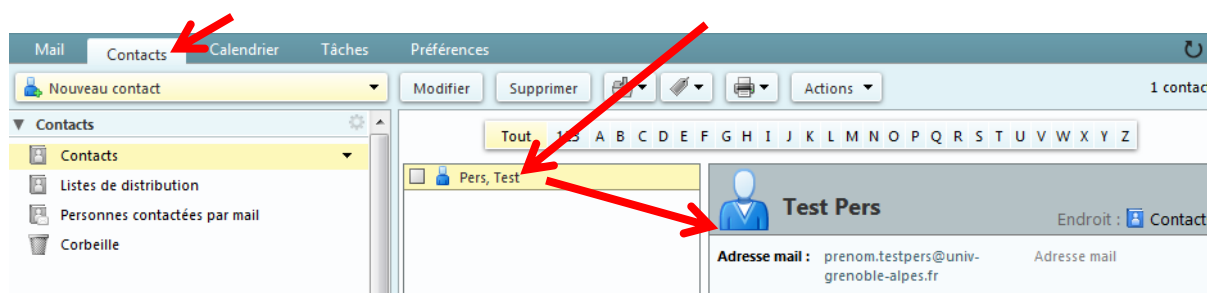 Mail Contacts Calendrier Tâches Préférences
Nouveau contact Modifier Supprimer Actions 1 contact
Contacts
Tout 123 A B C D E F G H I J K L M N O P Q R S T U V W X Y Z
Contacts
Pers, Test
Listes de distribution
Test Pers
Personnes contactées par mail
Endroit : Contact
Corbeille
Adresse mail : prenom.testpers@univ-
grenoble-alpes.fr
Adresse mail